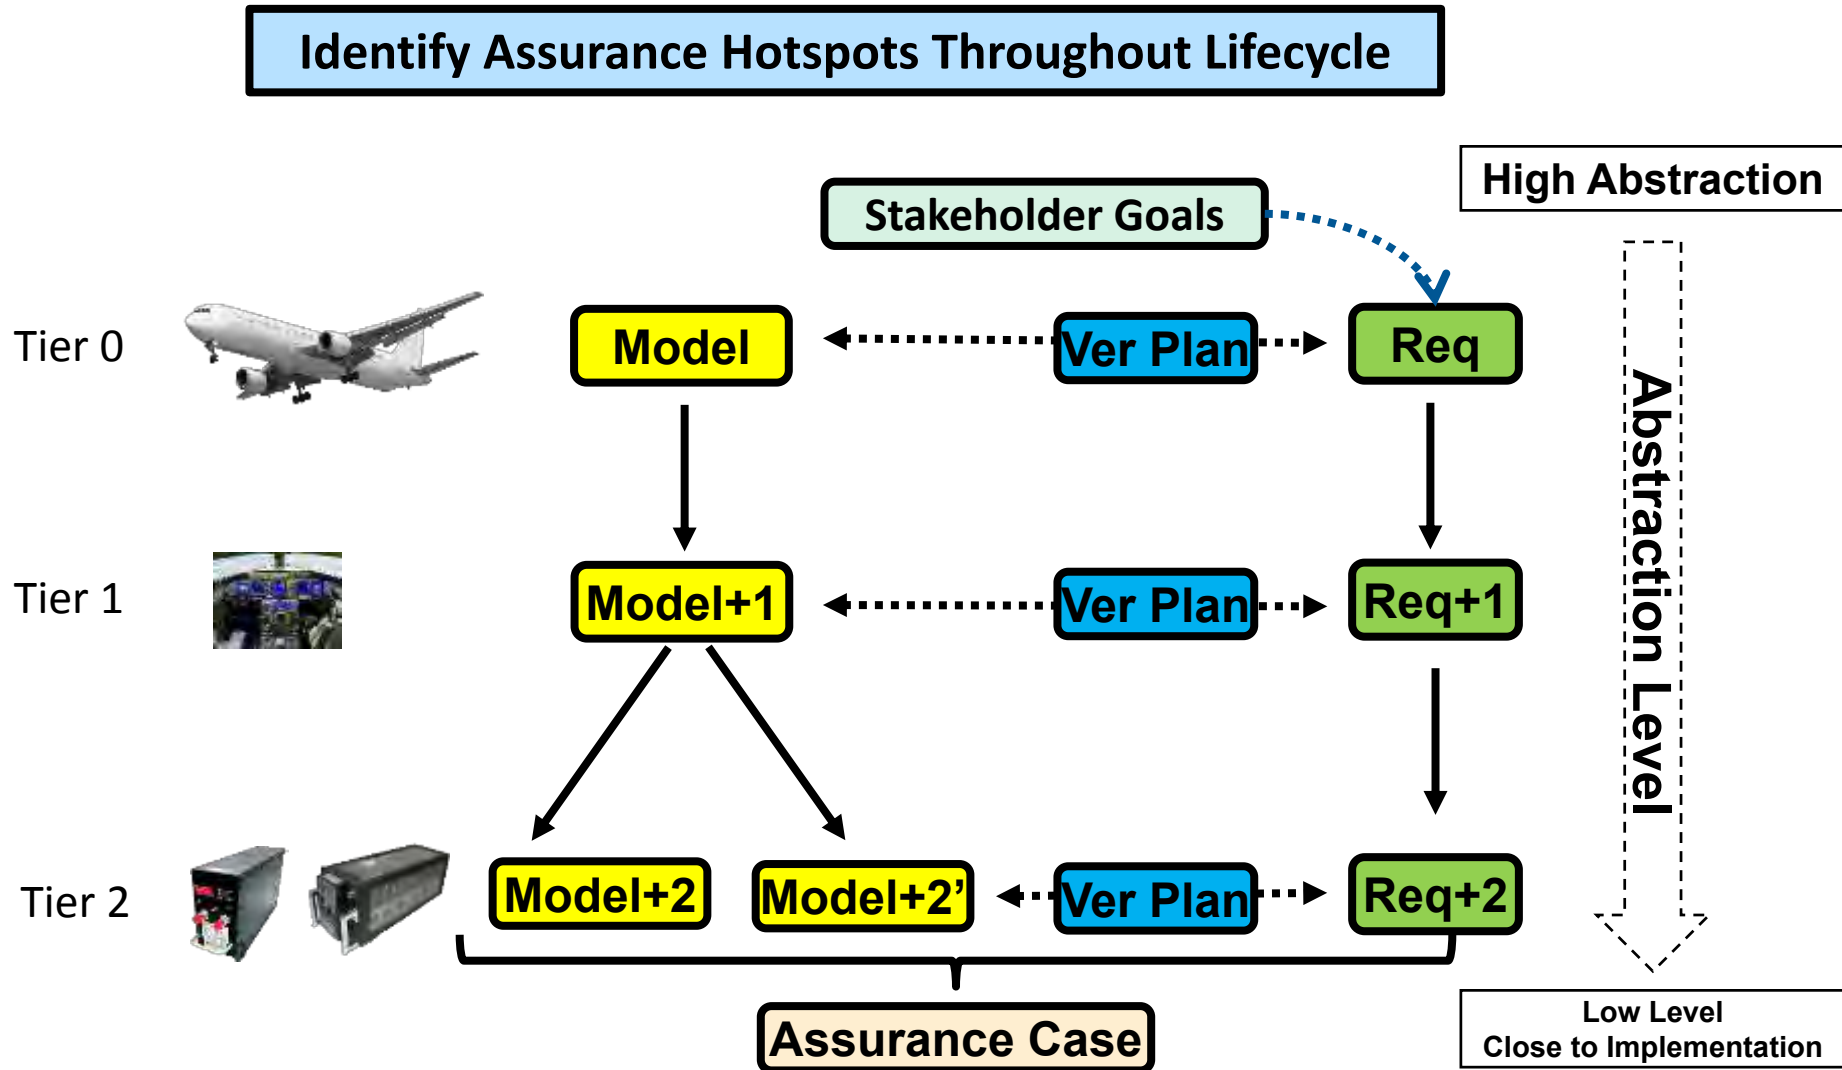 Identify Assurance Hotspots Throughout Lifecycle
High Abstraction
Stakeholder Goals
Tier 0
Model
Ver Plan
Req
Abstraction Level
Tier 1
Model+1
Ver Plan
Req+1
Tier 2
Model+2
Model+2’
Ver Plan
Req+2
Assurance Case
Low Level
Close to Implementation